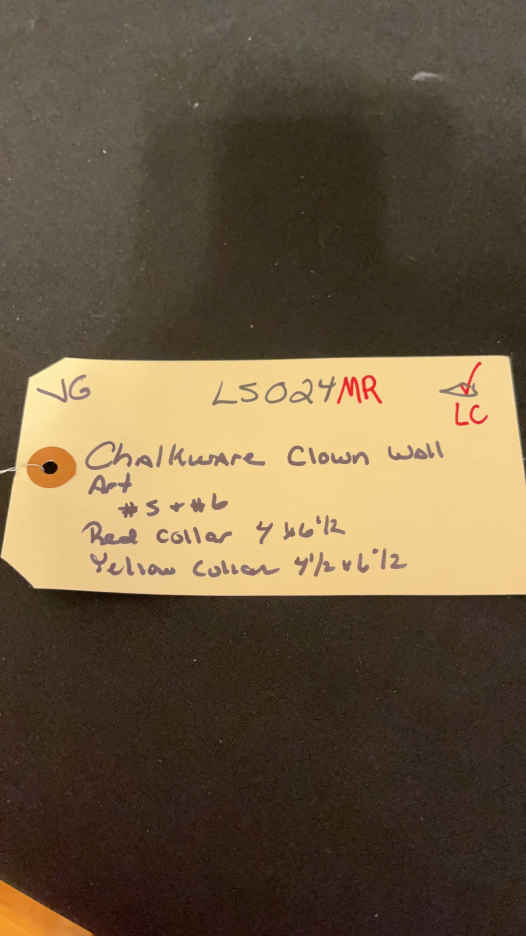 VG LS024MR
LC
Chalkware Clown Wall
Art
#5 + #6
Red Collar 4 x 6 1/2
Yellow Collar 4 1/2 x 6 1/2